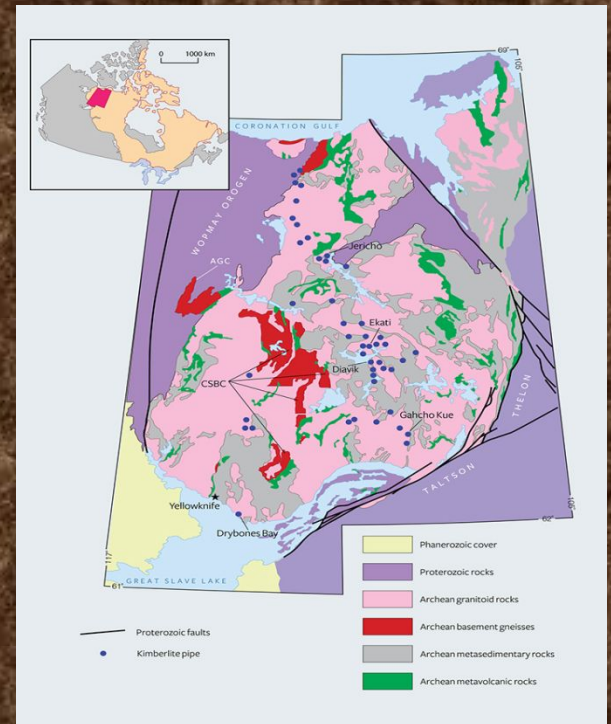 0 1000 km
69°
105°
CORONATION GULF
WOPMAY OROGEN
AGC
Jericho
Ekati
Diavik
CSBC
Gahcho Kue
THELON
TALTSON
Yellowknife
Drybones Bay
117°
61°
GREAT SLAVE LAKE
62°
105°
Phanerozoic cover
Proterozoic rocks
Archean granitoid rocks
Archean basement gneisses
Archean metasedimentary rocks
Archean metavolcanic rocks
Proterozoic faults
Kimberlite pipe